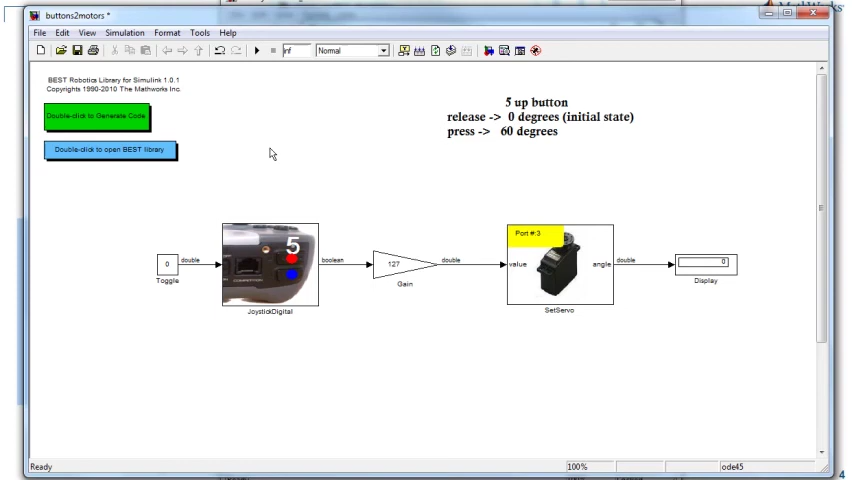 buttons2motors *
File Edit View Simulation Format Tools Help
inf Normal
BEST Robotics Library for Simulink 1.0.1
Copyrights 1990-2010 The Mathworks Inc.
Double-click to Generate Code
Double-click to open BEST library
5 up button
release -> 0 degrees (initial state)
press -> 60 degrees
0 double
Toggle
5
COMPETITION
boolean
JoystickDigital
127
Gain
double
Port #:3
value angle
SetServo
double
0
Display
Ready 100% ode45
4